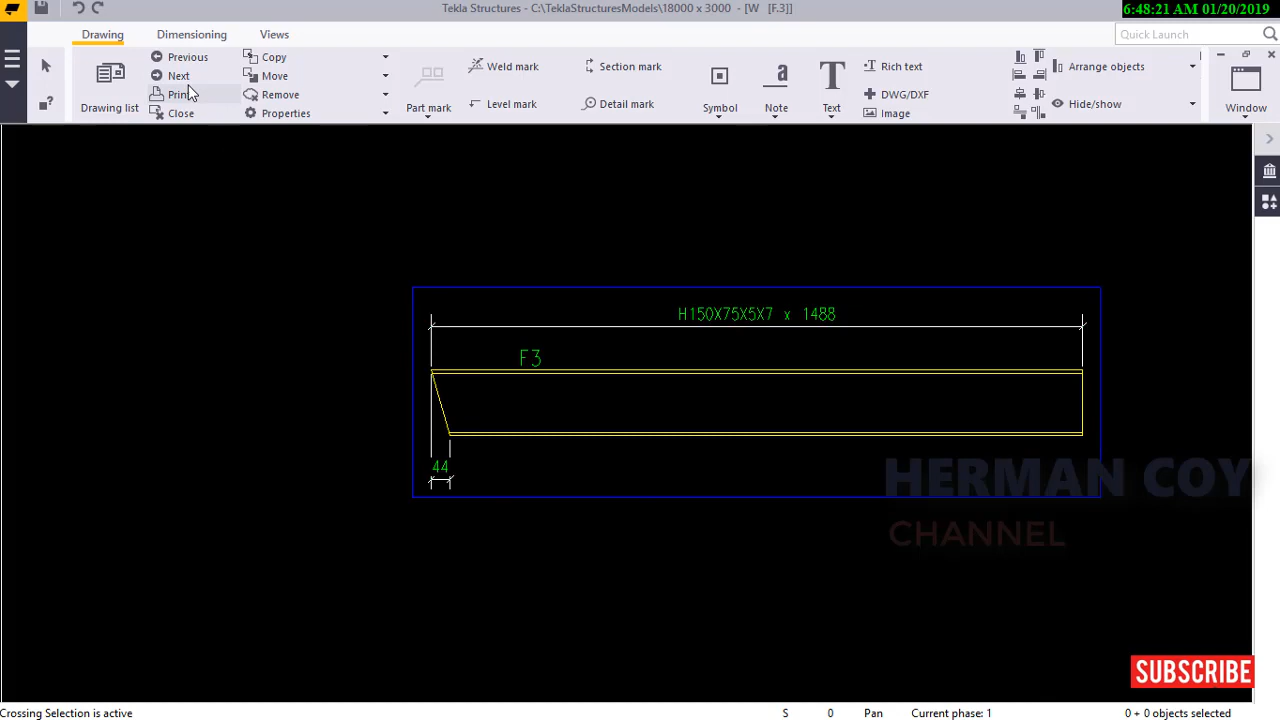 Tekla Structures - C:\TeklaStructuresModels\18000 x 3000 - [W [F.3]]
6:48:21 AM 01/20/2019
Drawing
Dimensioning
Views
Quick Launch
Previous
Next
Print
Close
Drawing list
Copy
Move
Remove
Properties
Part mark
Weld mark
Level mark
Section mark
Detail mark
Symbol
a
Note
T
Text
Rich text
DWG/DXF
Image
Arrange objects
Hide/show
Window
H150X75X5X7 x 1488
F3
44
HERMAN COY
CHANNEL
SUBSCRIBE
Crossing Selection is active
S
0
Pan
Current phase: 1
0 + 0 objects selected